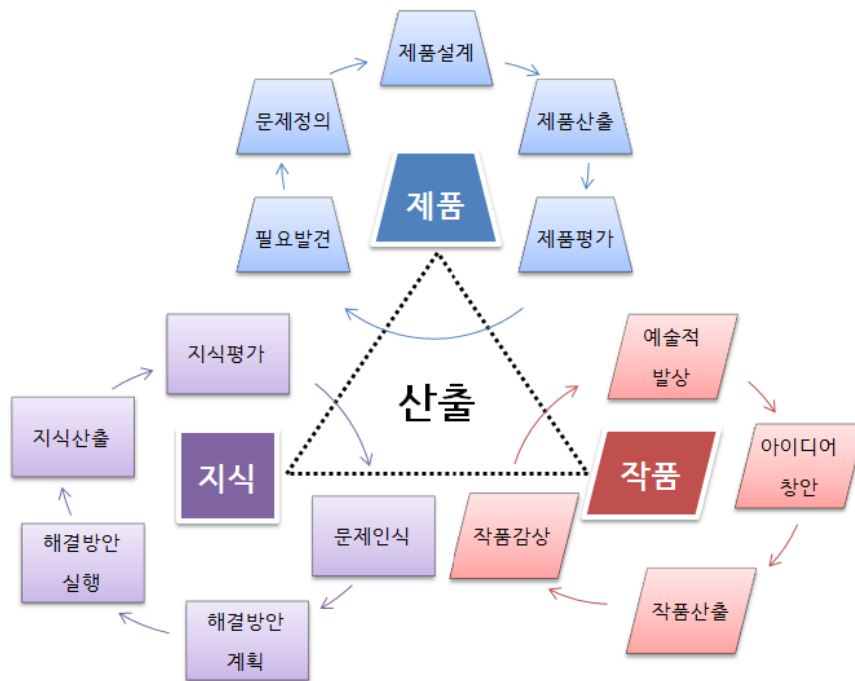 제품설계
문제정의
제품산출
제품
필요발견
제품평가
지식평가
예술적
발상
산출
지식산출
아이디어
창안
지식
작품
문제인식
작품감상
해결방안
실행
작품산출
해결방안
계획